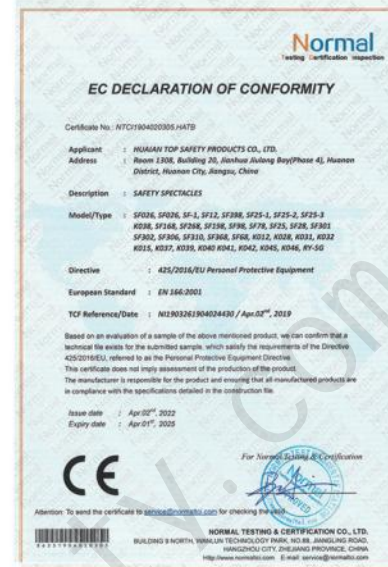 Normal
Testing Certification Inspection
EC DECLARATION OF CONFORMITY
Certificate No.: NTCI1904020305.HATB
Applicant : HUAIAN TOP SAFETY PRODUCTS CO., LTD.
Address : Room 1308, Building 20, Jianhua Jiulong Bay(Phase 4), Huanan
District, Huanan City, Jiangsu, China
Description : SAFETY SPECTACLES
Model/Type : SF026, SF026, SF-1, SF12, SF398, SF25-1, SF25-2, SF25-3
K038, SF168, SF268, SF198, SF98, SF78, SF25, SF28, SF301
SF302, SF306, SF310, SF368, SF68, K012, K028, K031, K032
K015, K037, K039, K040 K041, K042, K045, K046, RY-5G
Directive : 425/2016/EU Personal Protective Equipment
European Standard : EN 166:2001
TCF Reference/Date : NI1903261904024430 / Apr.02nd, 2019
Based on an evaluation of a sample of the above mentioned product, we can confirm that a
technical file exists for the submitted sample, which satisfy the requirements of the Directive
425/2016/EU, referred to as the Personal Protective Equipment Directive.
This certificate does not imply assessment of the production of the product.
The manufacturer is responsible for the product and ensuring that all manufactured products are
in compliance with the specifications detailed in the construction file.
Issue date : Apr.02nd, 2022
Expiry date : Apr.01st, 2025
For Normal Testing & Certification
CE
Attention: To send the certificate to service@normaltci.com for checking the valid
NORMAL TESTING & CERTIFICATION CO., LTD.
BUILDING 9 NORTH, WANLUN TECHNOLOGY PARK, NO.88, JIANGLING ROAD,
HANGZHOU CITY, ZHEJIANG PROVINCE, CHINA
http://www.normaltci.com E-mail: service@normaltci.com